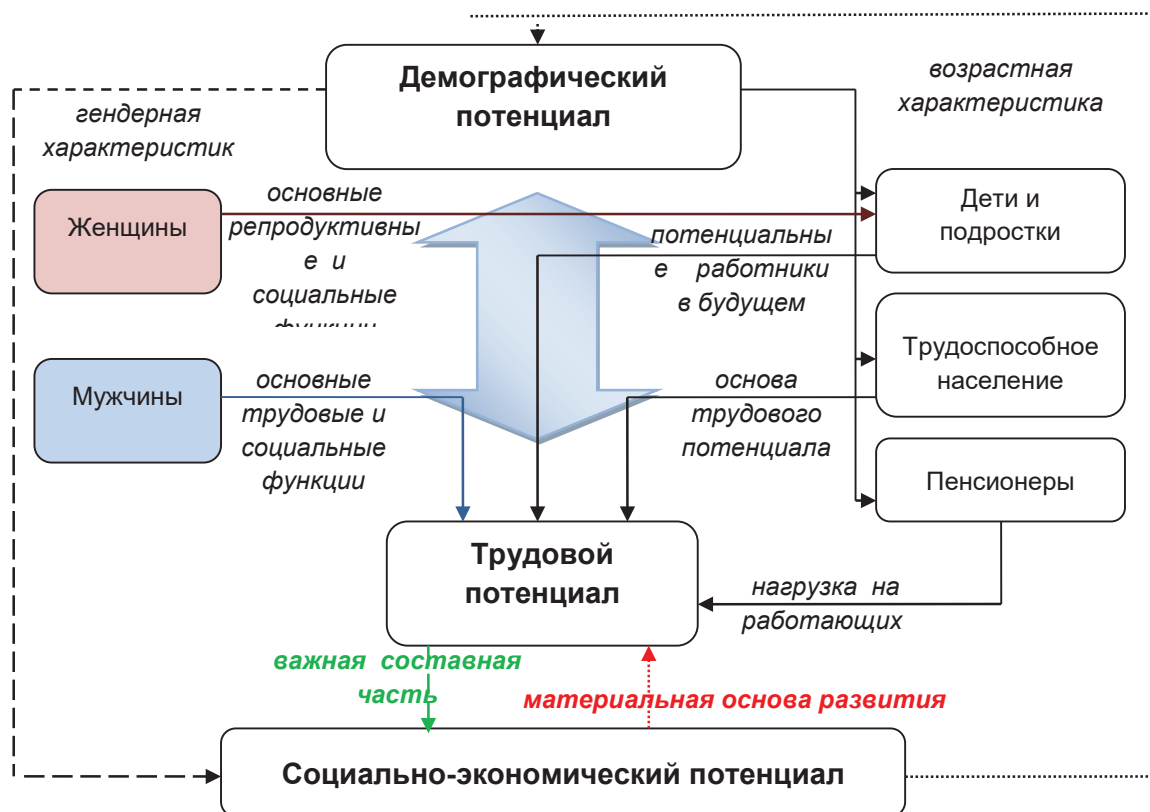 Демографический
потенциал
возрастная
характеристика
гендерная
характеристик
Женщины
основные
репродуктивны
е и
социальные
функции
Дети и
подростки
потенциальны
е работники
в будущем
Мужчины
основные
трудовые и
социальные
функции
Трудоспособное
население
основа
трудового
потенциала
Пенсионеры
Трудовой
потенциал
нагрузка на
работающих
важная составная
часть
материальная основа развития
Социально-экономический потенциал